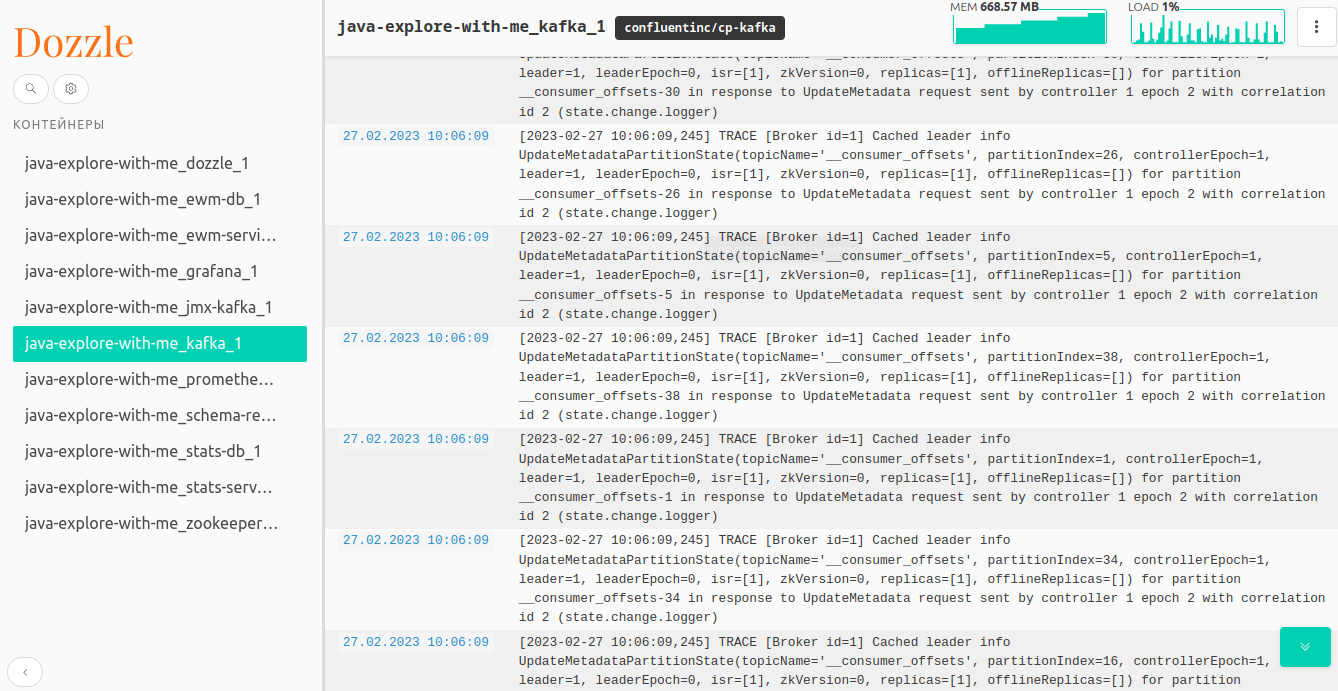 Dozzle
КОНТЕЙНЕРЫ
java-explore-with-me_dozzle_1
java-explore-with-me_ewm-db_1
java-explore-with-me_ewm-servi...
java-explore-with-me_grafana_1
java-explore-with-me_jmx-kafka_1
java-explore-with-me_kafka_1
java-explore-with-me_promethe...
java-explore-with-me_schema-re...
java-explore-with-me_stats-db_1
java-explore-with-me_stats-serv...
java-explore-with-me_zookeeper...
java-explore-with-me_kafka_1 confluentinc/cp-kafka
MEM 668.57 MB
LOAD 1%
leader=1, leaderEpoch=0, isr=[1], zkVersion=0, replicas=[1], offlineReplicas=[]) for partition
__consumer_offsets-30 in response to UpdateMetadata request sent by controller 1 epoch 2 with correlation
id 2 (state.change.logger)
27.02.2023 10:06:09 [2023-02-27 10:06:09,245] TRACE [Broker id=1] Cached leader info
UpdateMetadataPartitionState(topicName='__consumer_offsets', partitionIndex=26, controllerEpoch=1,
leader=1, leaderEpoch=0, isr=[1], zkVersion=0, replicas=[1], offlineReplicas=[]) for partition
__consumer_offsets-26 in response to UpdateMetadata request sent by controller 1 epoch 2 with correlation
id 2 (state.change.logger)
27.02.2023 10:06:09 [2023-02-27 10:06:09,245] TRACE [Broker id=1] Cached leader info
UpdateMetadataPartitionState(topicName='__consumer_offsets', partitionIndex=5, controllerEpoch=1,
leader=1, leaderEpoch=0, isr=[1], zkVersion=0, replicas=[1], offlineReplicas=[]) for partition
__consumer_offsets-5 in response to UpdateMetadata request sent by controller 1 epoch 2 with correlation
id 2 (state.change.logger)
27.02.2023 10:06:09 [2023-02-27 10:06:09,245] TRACE [Broker id=1] Cached leader info
UpdateMetadataPartitionState(topicName='__consumer_offsets', partitionIndex=38, controllerEpoch=1,
leader=1, leaderEpoch=0, isr=[1], zkVersion=0, replicas=[1], offlineReplicas=[]) for partition
__consumer_offsets-38 in response to UpdateMetadata request sent by controller 1 epoch 2 with correlation
id 2 (state.change.logger)
27.02.2023 10:06:09 [2023-02-27 10:06:09,245] TRACE [Broker id=1] Cached leader info
UpdateMetadataPartitionState(topicName='__consumer_offsets', partitionIndex=1, controllerEpoch=1,
leader=1, leaderEpoch=0, isr=[1], zkVersion=0, replicas=[1], offlineReplicas=[]) for partition
__consumer_offsets-1 in response to UpdateMetadata request sent by controller 1 epoch 2 with correlation
id 2 (state.change.logger)
27.02.2023 10:06:09 [2023-02-27 10:06:09,245] TRACE [Broker id=1] Cached leader info
UpdateMetadataPartitionState(topicName='__consumer_offsets', partitionIndex=34, controllerEpoch=1,
leader=1, leaderEpoch=0, isr=[1], zkVersion=0, replicas=[1], offlineReplicas=[]) for partition
__consumer_offsets-34 in response to UpdateMetadata request sent by controller 1 epoch 2 with correlation
id 2 (state.change.logger)
27.02.2023 10:06:09 [2023-02-27 10:06:09,245] TRACE [Broker id=1] Cached leader info
UpdateMetadataPartitionState(topicName='__consumer_offsets', partitionIndex=16, controllerEpoch=1,
leader=1, leaderEpoch=0, isr=[1], zkVersion=0, replicas=[1], offlineReplicas=[]) for partition